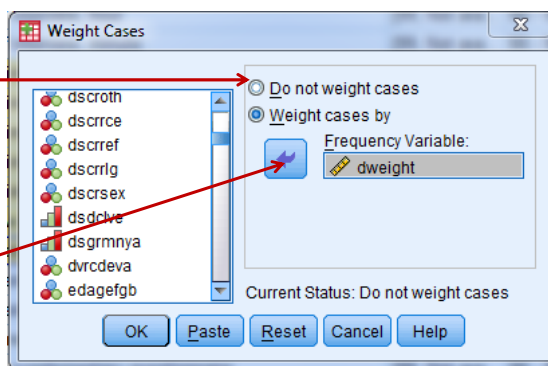 Weight Cases
dscroth
dscrrce
dscrref
dscrrlg
dscrsex
dsdclve
dsgrmnya
dvrcdeva
edagefgb
Do not weight cases
Weight cases by
Frequency Variable:
dweight
Current Status: Do not weight cases
OK Paste Reset Cancel Help